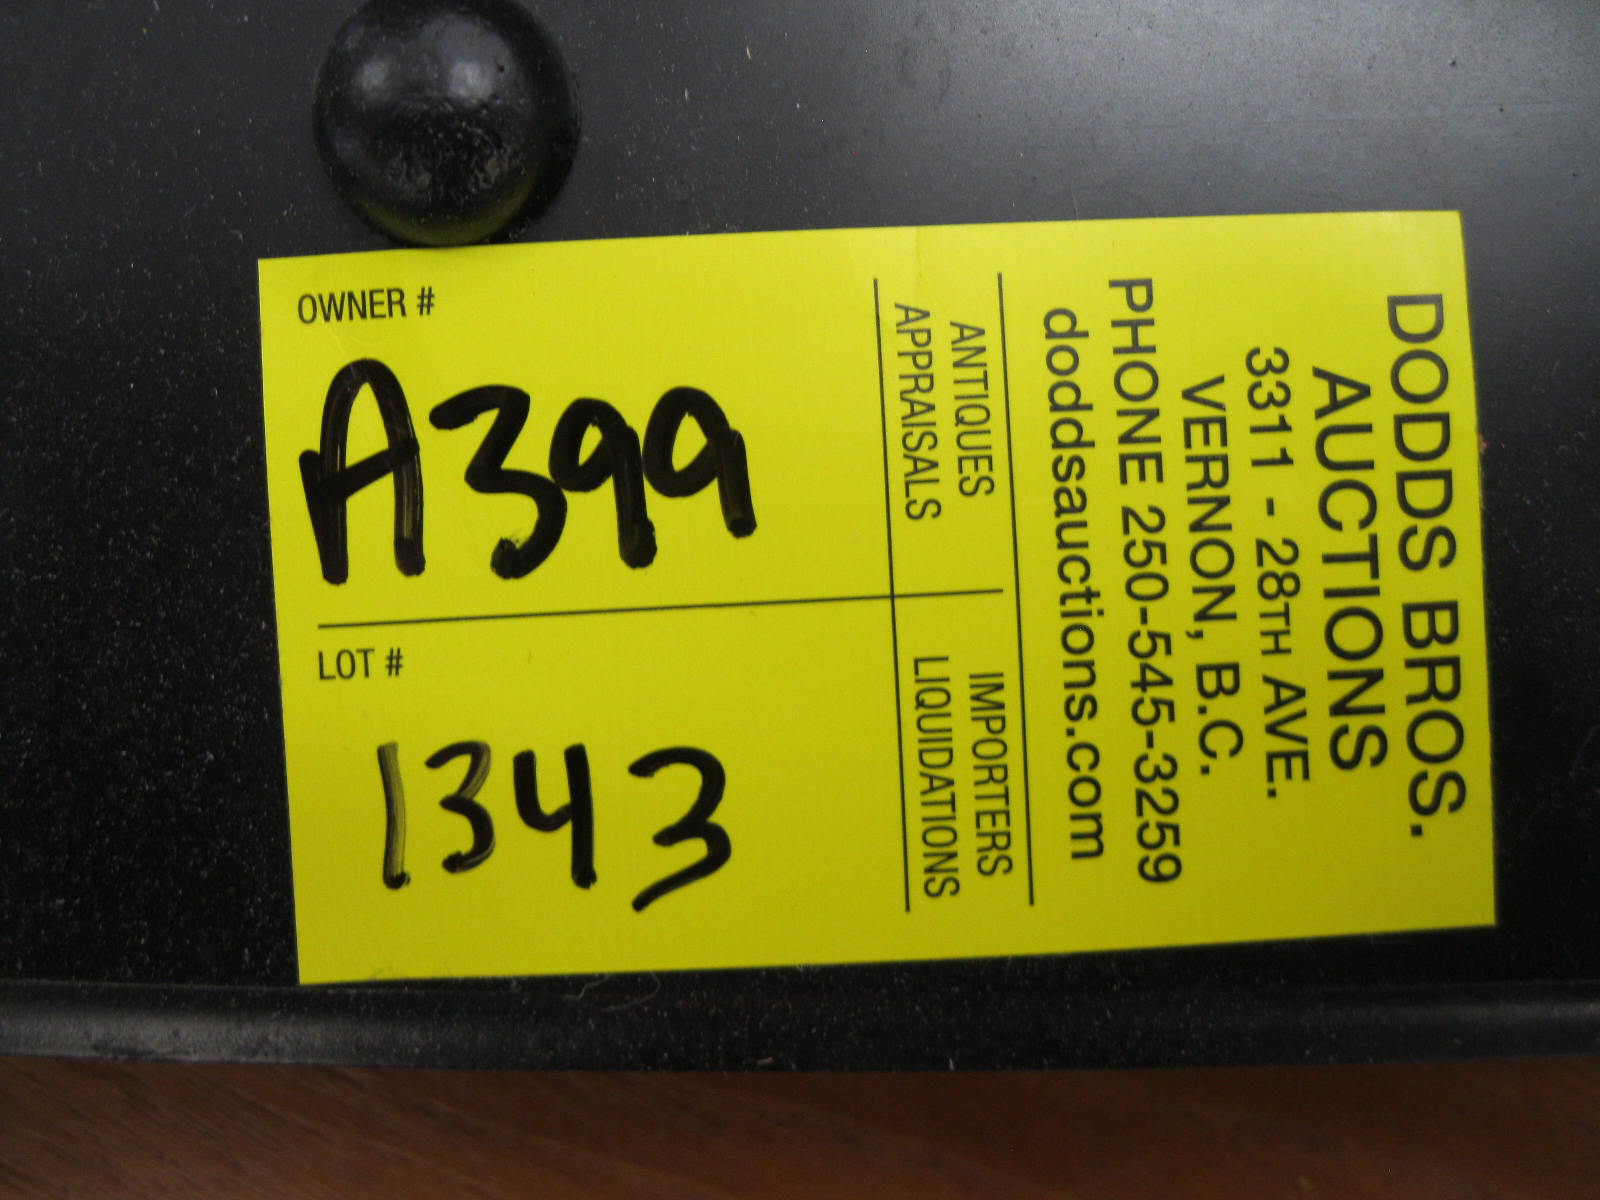 OWNER #
A399
LOT #
1343
DODDS BROS.
AUCTIONS
3311 - 28TH AVE.
VERNON, B.C.
PHONE 250-545-3259
doddsauctions.com
ANTIQUES
APPRAISALS
IMPORTERS
LIQUIDATIONS